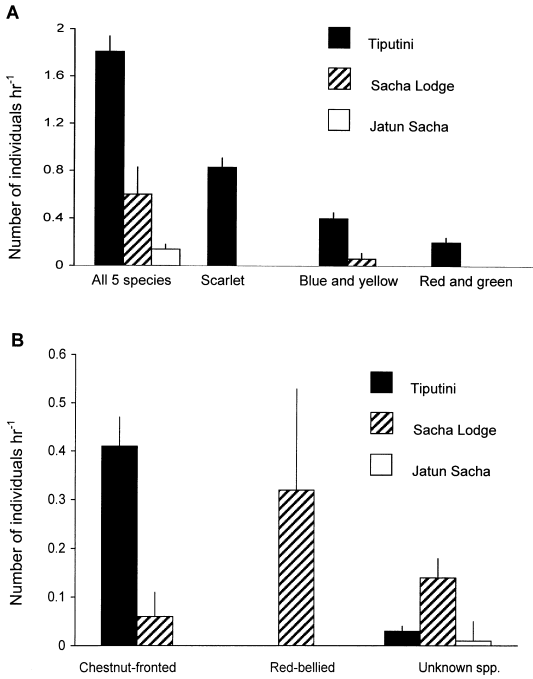 A
Number of individuals hr-1
2
1.6
1.2
0.8
0.4
0
Tiputini
Sacha Lodge
Jatun Sacha
All 5 species
Scarlet
Blue and yellow
Red and green
B
Number of individuals hr-1
0.6
0.5
0.4
0.3
0.2
0.1
0
Tiputini
Sacha Lodge
Jatun Sacha
Chestnut-fronted
Red-bellied
Unknown spp.